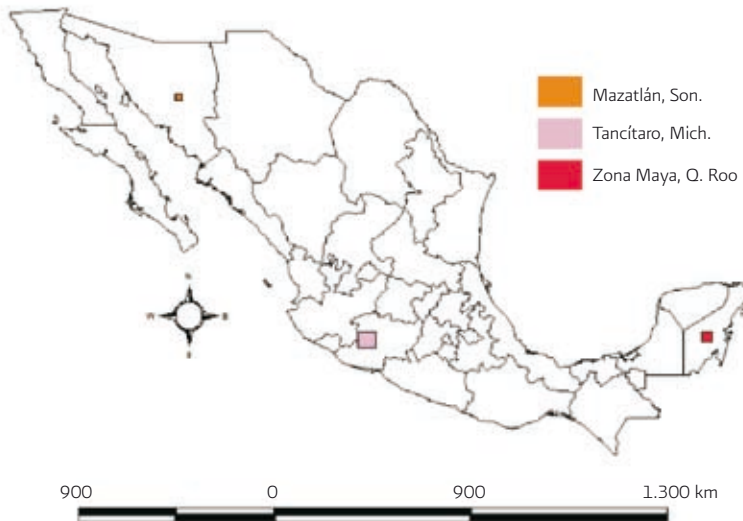 Mazatlán, Son.
Tancítaro, Mich.
Zona Maya, Q. Roo
900 0 900 1.300 km